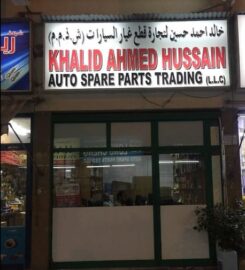 خالد احمد حسين لتجارة قطع غيار السيارات (ش.ذ.م.م)
KHALID AHMED HUSSAIN
AUTO SPARE PARTS TRADING (L.L.C)